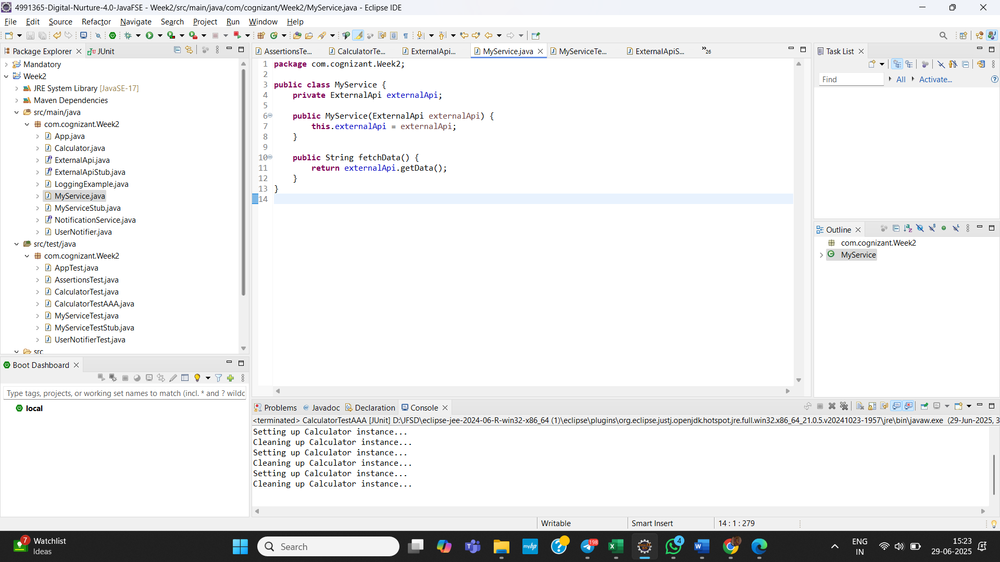 4991365-Digital-Nurture-4.0-JavaFSE - Week2/src/main/java/com/cognizant/Week2/MyService.java - Eclipse IDE
File Edit Source Refactor Navigate Search Project Run Window Help
Package Explorer JUnit
Mandatory
Week2
JRE System Library [JavaSE-17]
Maven Dependencies
src/main/java
com.cognizant.Week2
App.java
Calculator.java
ExternalApi.java
ExternalApiStub.java
LoggingExample.java
MyService.java
MyServiceStub.java
NotificationService.java
UserNotifier.java
src/test/java
com.cognizant.Week2
AppTest.java
AssertionsTest.java
CalculatorTest.java
CalculatorTestAAA.java
MyServiceTest.java
MyServiceTestStub.java
UserNotifierTest.java
src
Boot Dashboard
Type tags, projects, or working set names to match (incl. * and ? wildc
local
AssertionsTe... CalculatorTe... ExternalApi... MyService.java MyServiceTe... ExternalApiS... »26
1 package com.cognizant.Week2;
2
3 public class MyService {
4 private ExternalApi externalApi;
5
6 public MyService(ExternalApi externalApi) {
7 this.externalApi = externalApi;
8 }
9
10 public String fetchData() {
11 return externalApi.getData();
12 }
13 }
14
Task List
Find All Activate...
Outline
com.cognizant.Week2
MyService
Problems Javadoc Declaration Console
<terminated> CalculatorTestAAA [JUnit] D:\JFSD\eclipse-jee-2024-06-R-win32-x86_64 (1)\eclipse\plugins\org.eclipse.justj.openjdk.hotspot.jre.full.win32.x86_64_21.0.5.v20241023-1957\jre\bin\javaw.exe (29-Jun-2025, 3
Setting up Calculator instance...
Cleaning up Calculator instance...
Setting up Calculator instance...
Cleaning up Calculator instance...
Setting up Calculator instance...
Cleaning up Calculator instance...
Writable Smart Insert 14 : 1 : 279
7 Watchlist
Ideas
Search
myhp
198
4
ENG
IN
15:23
29-06-2025